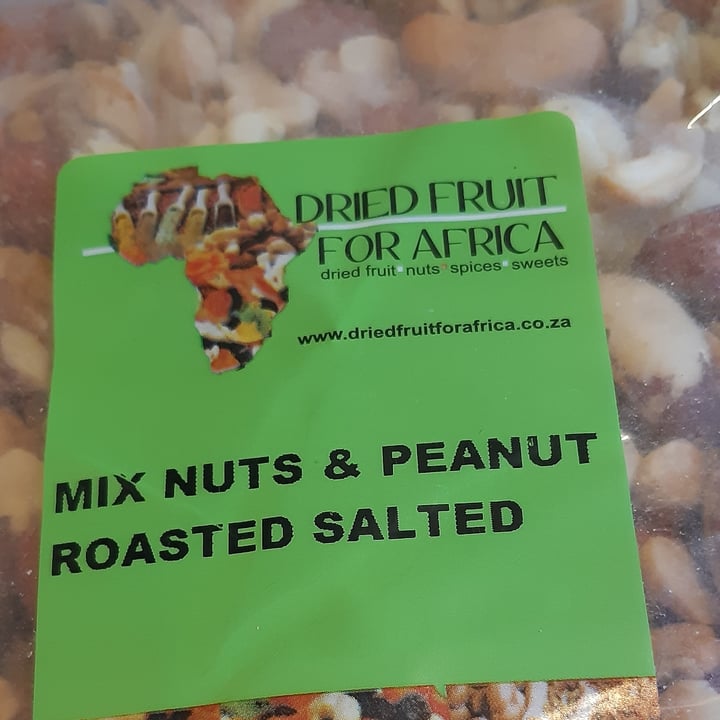 DRIED FRUIT
FOR AFRICA
dried fruit▪nuts▪spices▪sweets
www.driedfruitforafrica.co.za
MIX NUTS & PEANUT
ROASTED SALTED